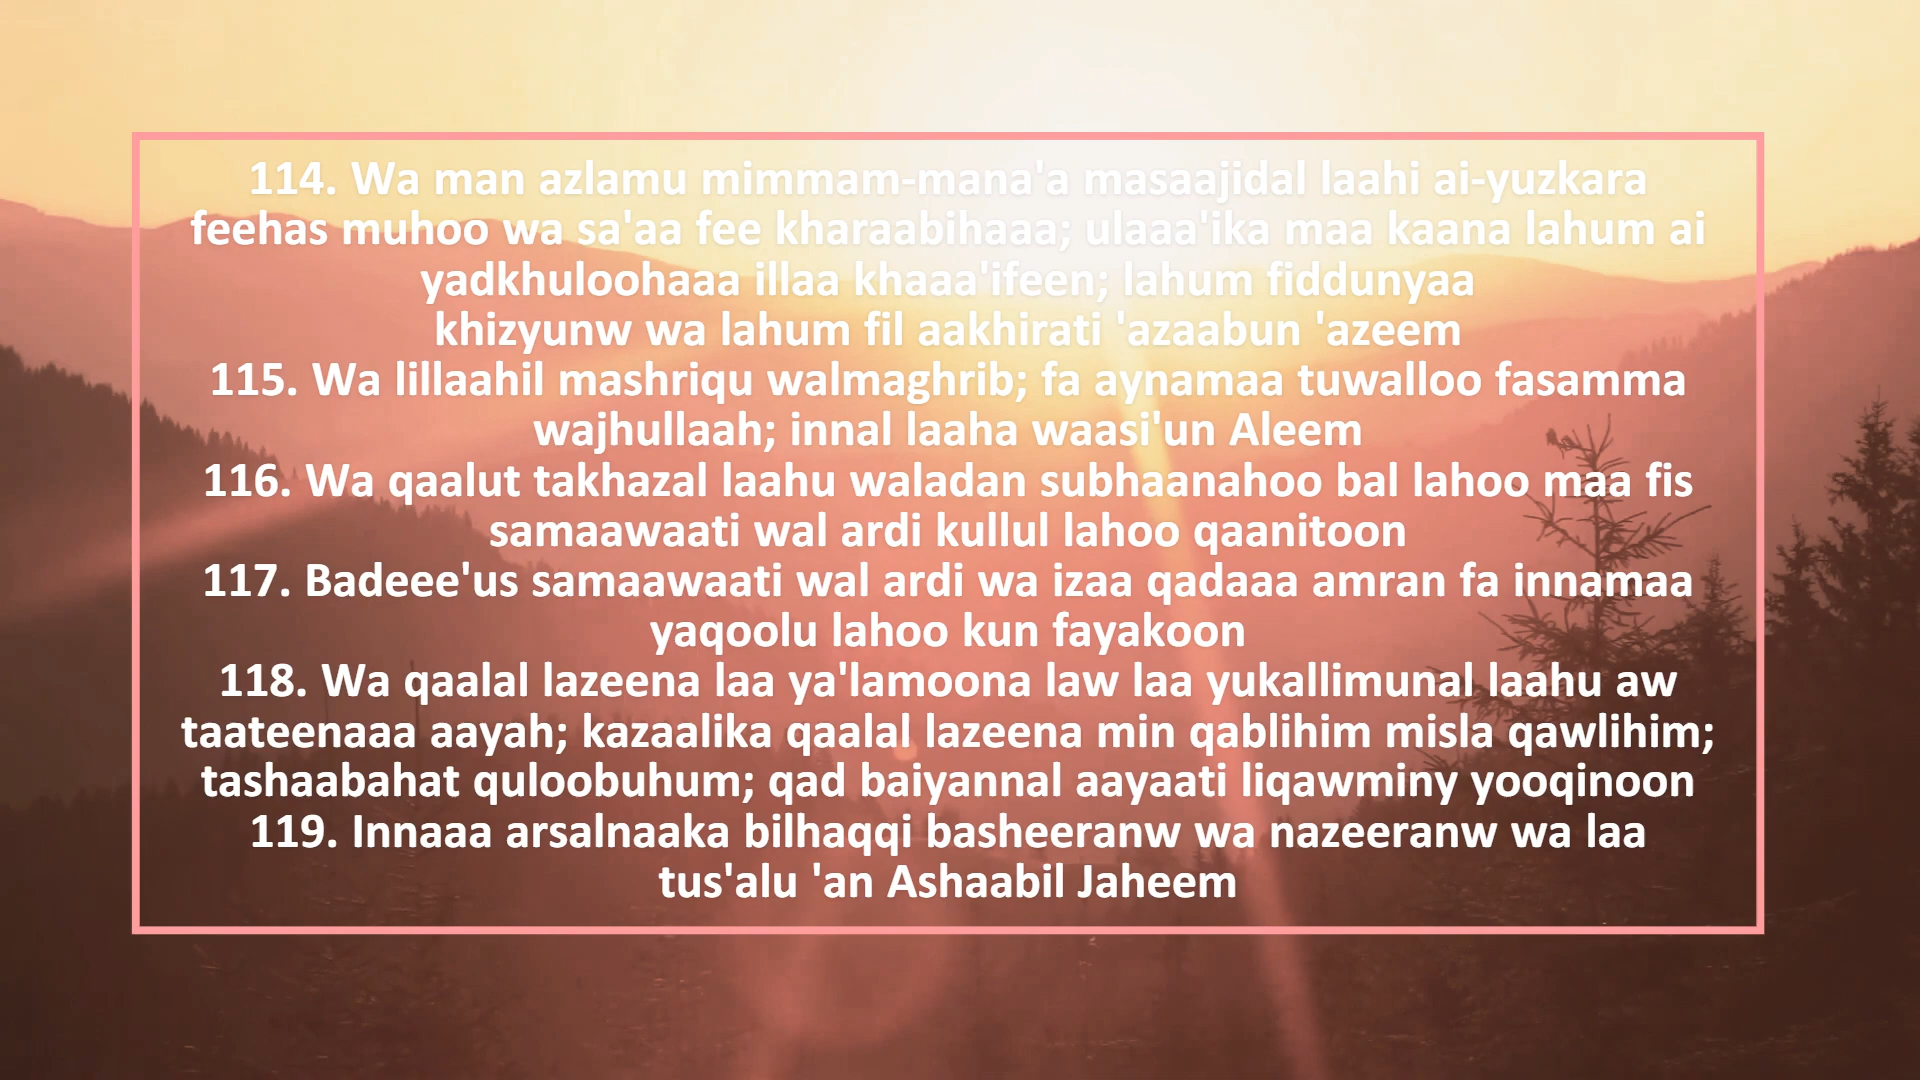 114. Wa man azlamu mimmam-mana'a masaajidal laahi ai-yuzkara
feehas muhoo wa sa'aa fee kharaabihaaa; ulaaa'ika maa kaana lahum ai
yadkhuloohaaa illaa khaaa'ifeen; lahum fiddunyaa
khizyunw wa lahum fil aakhirati 'azaabun 'azeem
115. Wa lillaahil mashriqu walmaghrib; fa aynamaa tuwalloo fasamma
wajhullaah; innal laaha waasi'un Aleem
116. Wa qaalut takhazal laahu waladan subhaanahoo bal lahoo maa fis
samaawaati wal ardi kullul lahoo qaanitoon
117. Badeee'us samaawaati wal ardi wa izaa qadaaa amran fa innamaa
yaqoolu lahoo kun fayakoon
118. Wa qaalal lazeena laa ya'lamoona law laa yukallimunal laahu aw
taateenaaa aayah; kazaalika qaalal lazeena min qablihim misla qawlihim;
tashaabahat quloobuhum; qad baiyannal aayaati liqawminy yooqinoon
119. Innaaa arsalnaaka bilhaqqi basheeranw wa nazeeranw wa laa
tus'alu 'an Ashaabil Jaheem